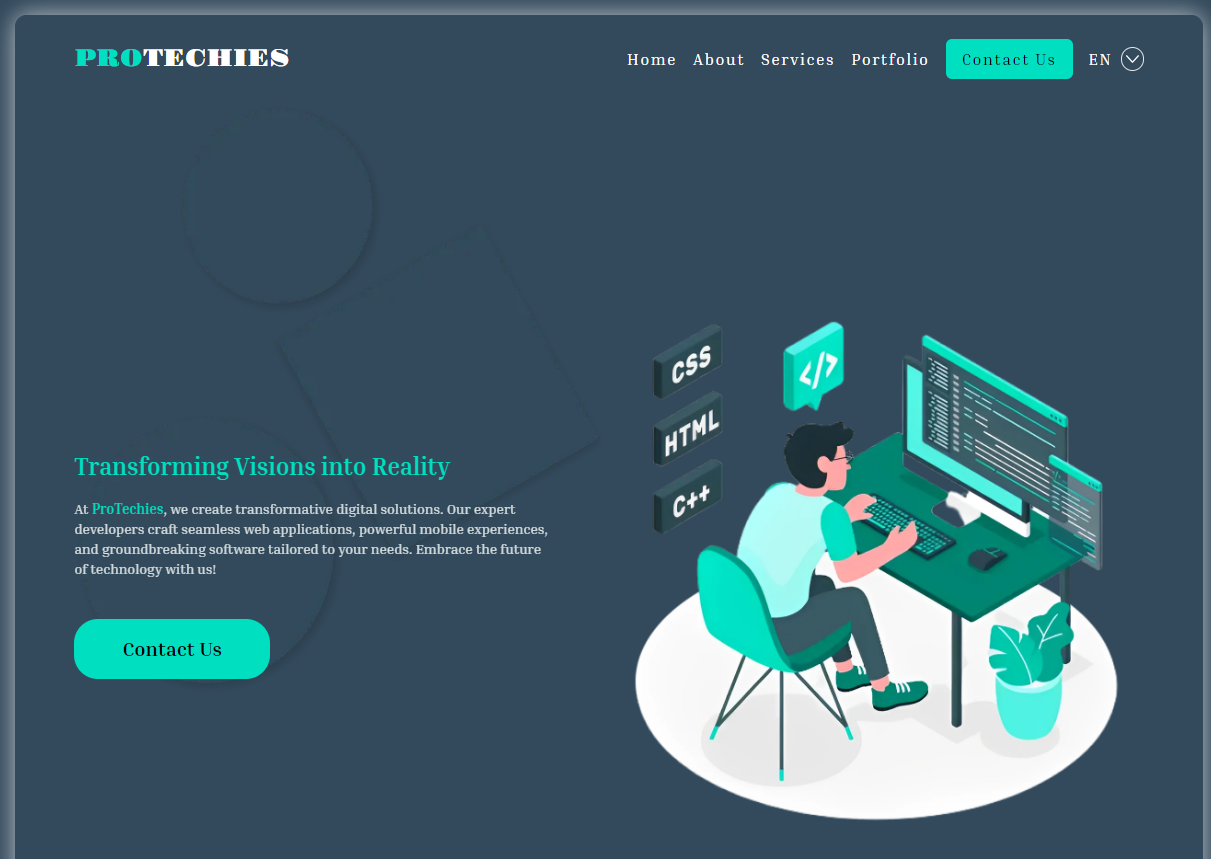 PROTECHIES
Home About Services Portfolio Contact Us EN
CSS
</>
HTML
C++
Transforming Visions into Reality
At ProTechies, we create transformative digital solutions. Our expert
developers craft seamless web applications, powerful mobile experiences,
and groundbreaking software tailored to your needs. Embrace the future
of technology with us!
Contact Us